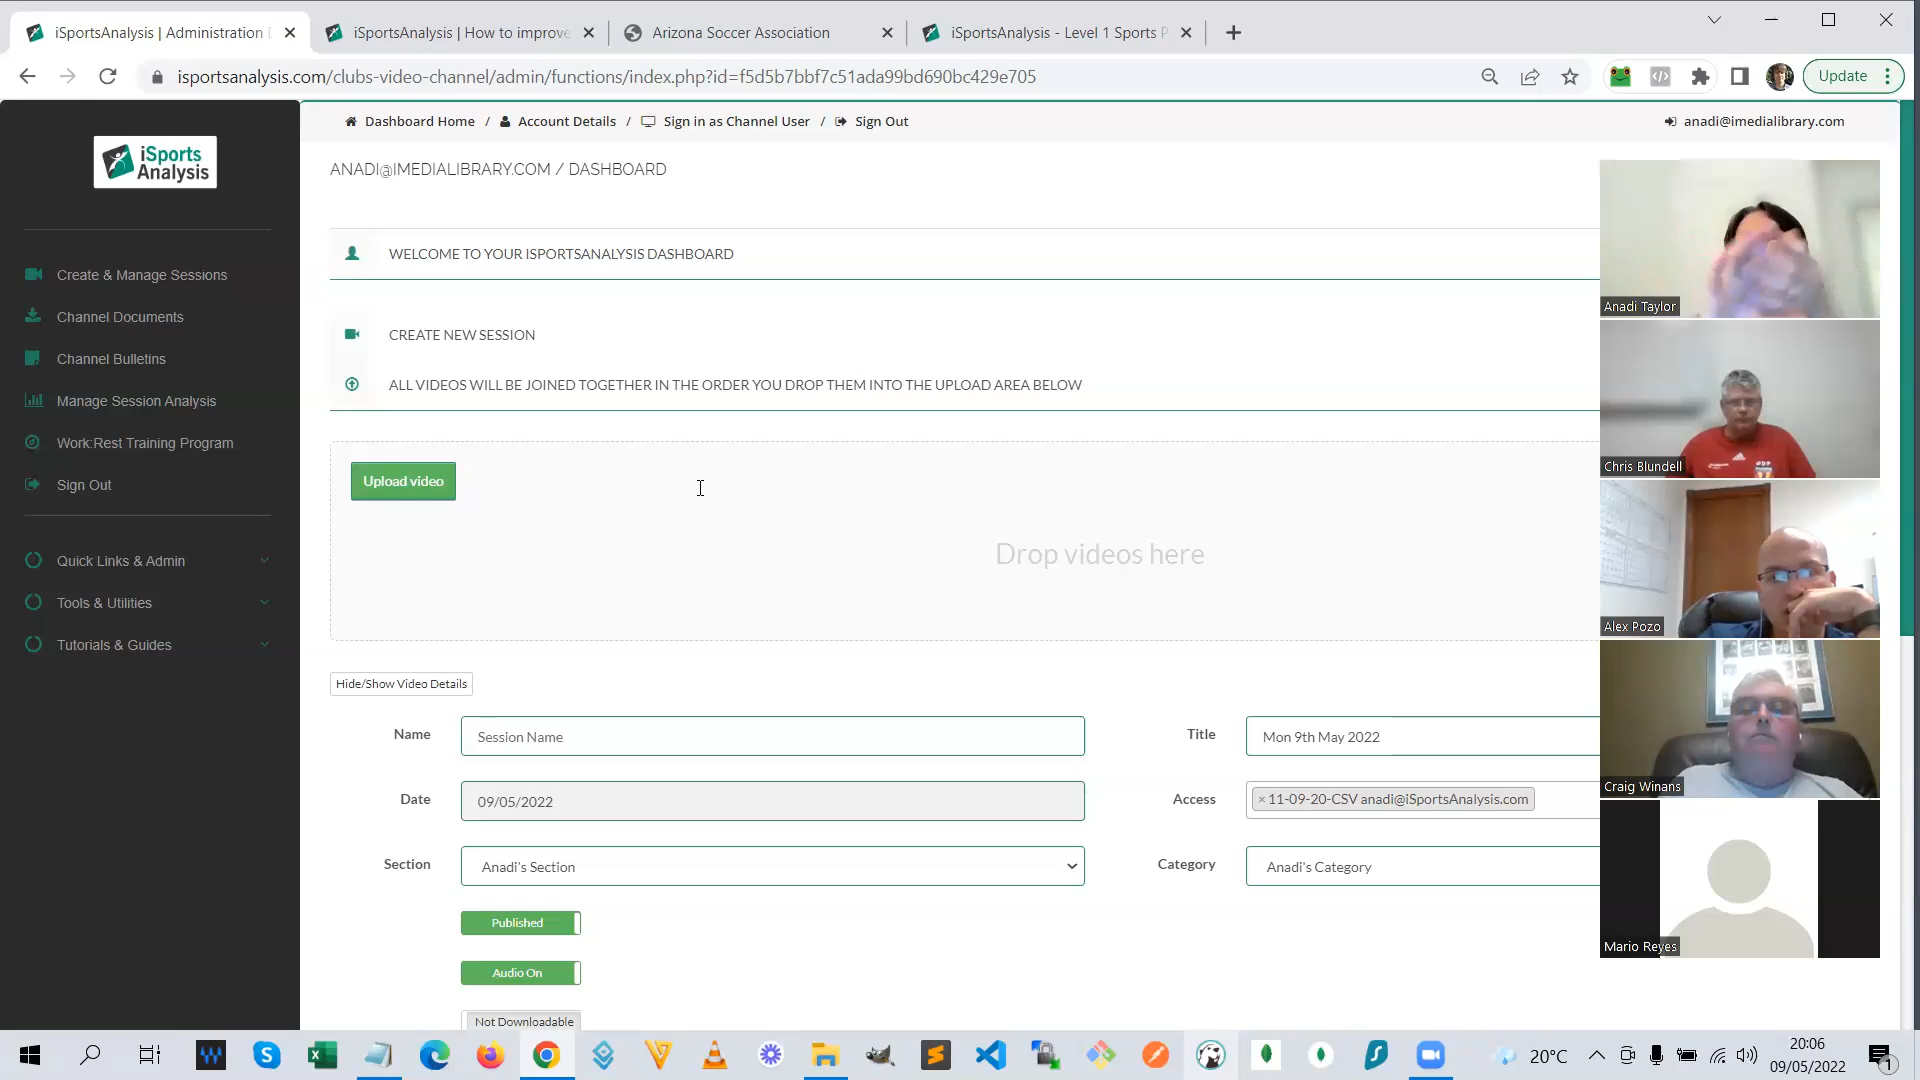 iSportsAnalysis | Administration
iSportsAnalysis | How to improve
Arizona Soccer Association
iSportsAnalysis - Level 1 Sports P
isportsanalysis.com/clubs-video-channel/admin/functions/index.php?id=f5d5b7bbf7c51ada99bd690bc429e705
Update
iSports
Analysis
Dashboard Home / Account Details / Sign in as Channel User / Sign Out
anadi@imedialibrary.com
ANADI@IMEDIALIBRARY.COM / DASHBOARD
WELCOME TO YOUR ISPORTSANALYSIS DASHBOARD
Create & Manage Sessions
Channel Documents
Channel Bulletins
Manage Session Analysis
Work:Rest Training Program
Sign Out
Quick Links & Admin
Tools & Utilities
Tutorials & Guides
CREATE NEW SESSION
ALL VIDEOS WILL BE JOINED TOGETHER IN THE ORDER YOU DROP THEM INTO THE UPLOAD AREA BELOW
Upload video
Drop videos here
Hide/Show Video Details
Name
Session Name
Title
Mon 9th May 2022
Date
09/05/2022
Access
×11-09-20-CSV anadi@iSportsAnalysis.com
Section
Anadi's Section
Category
Anadi's Category
Published
Audio On
Not Downloadable
Anadi Taylor
Chris Blundell
Alex Pozo
Craig Winans
Mario Reyes
20°C
20:06
09/05/2022
1